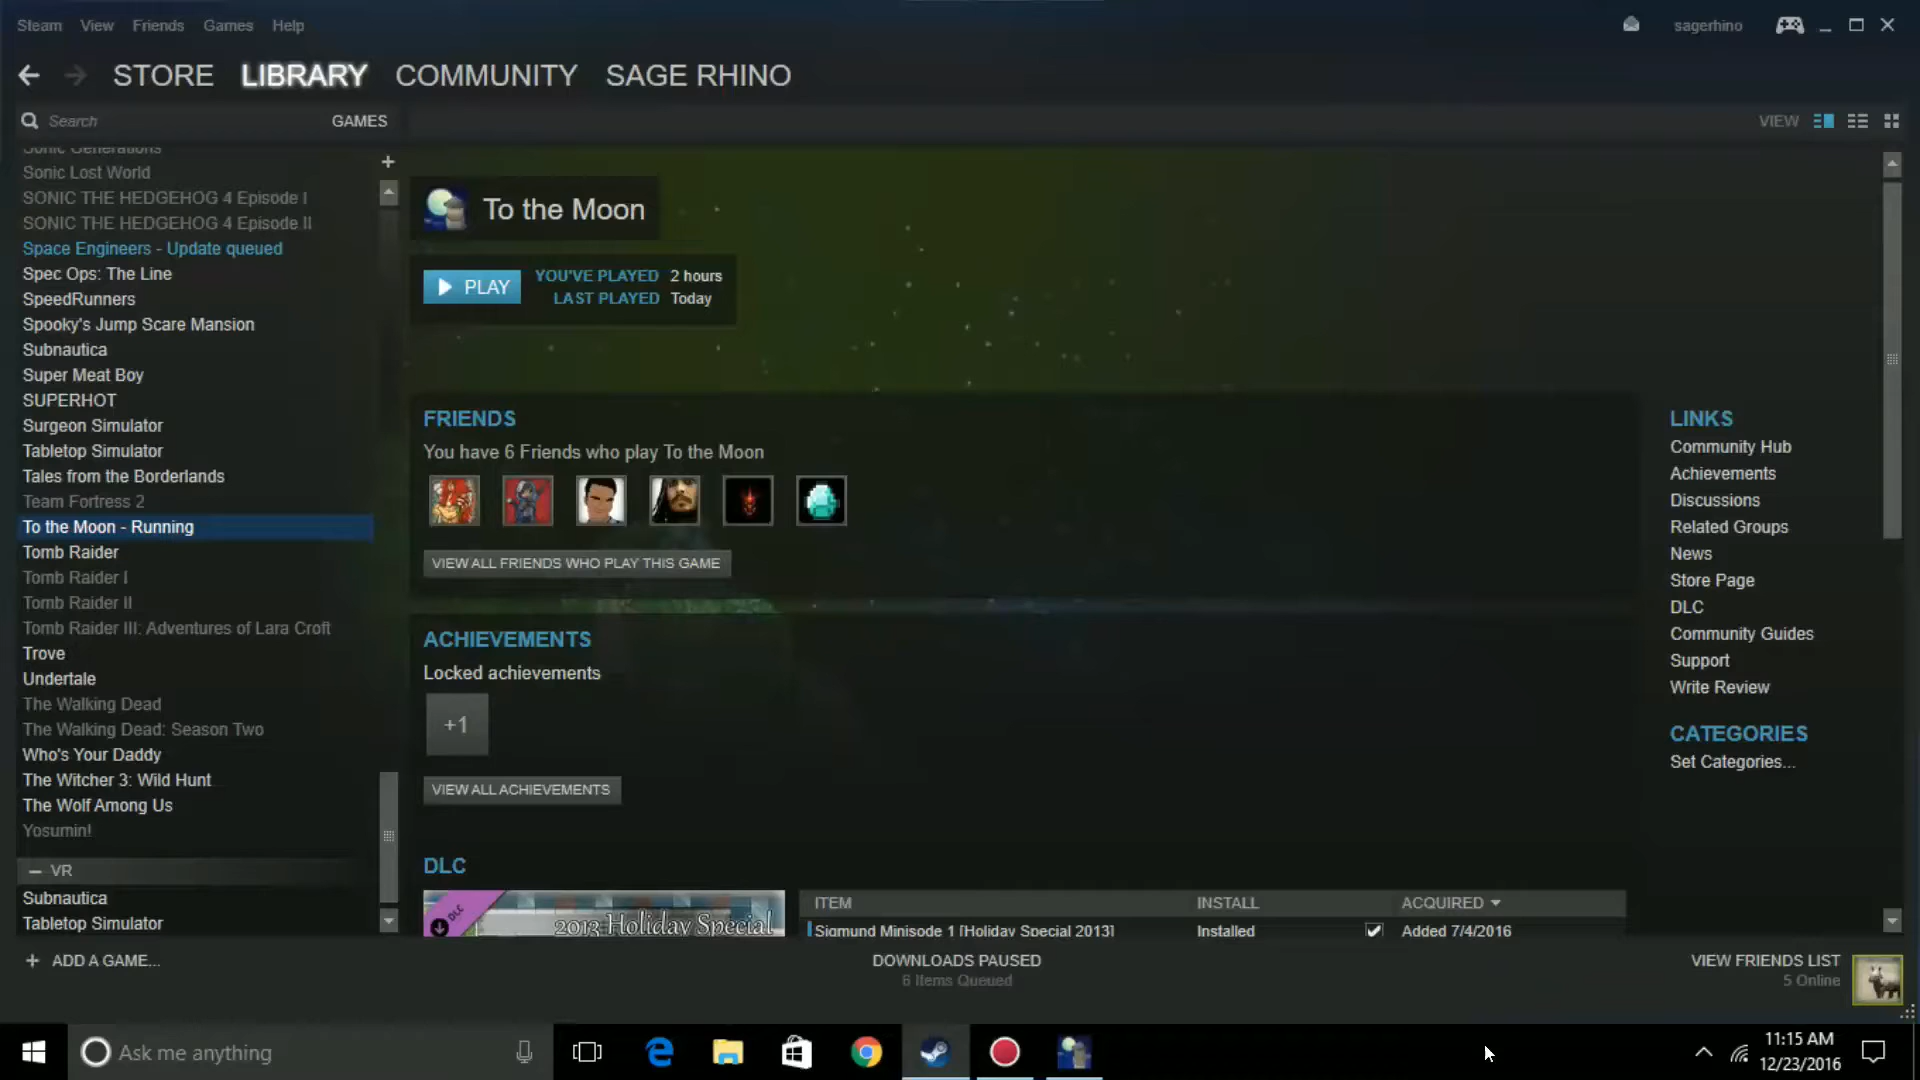 Steam View Friends Games Help
sagerhino
STORE LIBRARY COMMUNITY SAGE RHINO
Search GAMES
VIEW
Sonic Generations
Sonic Lost World
SONIC THE HEDGEHOG 4 Episode I
SONIC THE HEDGEHOG 4 Episode II
Space Engineers - Update queued
Spec Ops: The Line
SpeedRunners
Spooky's Jump Scare Mansion
Subnautica
Super Meat Boy
SUPERHOT
Surgeon Simulator
Tabletop Simulator
Tales from the Borderlands
Team Fortress 2
To the Moon - Running
Tomb Raider
Tomb Raider I
Tomb Raider II
Tomb Raider III: Adventures of Lara Croft
Trove
Undertale
The Walking Dead
The Walking Dead: Season Two
Who's Your Daddy
The Witcher 3: Wild Hunt
The Wolf Among Us
Yosumin!
VR
Subnautica
Tabletop Simulator
To the Moon
PLAY
YOU'VE PLAYED 2 hours
LAST PLAYED Today
FRIENDS
You have 6 Friends who play To the Moon
VIEW ALL FRIENDS WHO PLAY THIS GAME
ACHIEVEMENTS
Locked achievements
+1
VIEW ALL ACHIEVEMENTS
DLC
DLC
2013 Holiday Special
ITEM INSTALL ACQUIRED
Sigmund Minisode 1 [Holiday Special 2013] Installed Added 7/4/2016
LINKS
Community Hub
Achievements
Discussions
Related Groups
News
Store Page
DLC
Community Guides
Support
Write Review
CATEGORIES
Set Categories...
+ ADD A GAME...
DOWNLOADS PAUSED
6 Items Queued
VIEW FRIENDS LIST
5 Online
Ask me anything
11:15 AM
12/23/2016